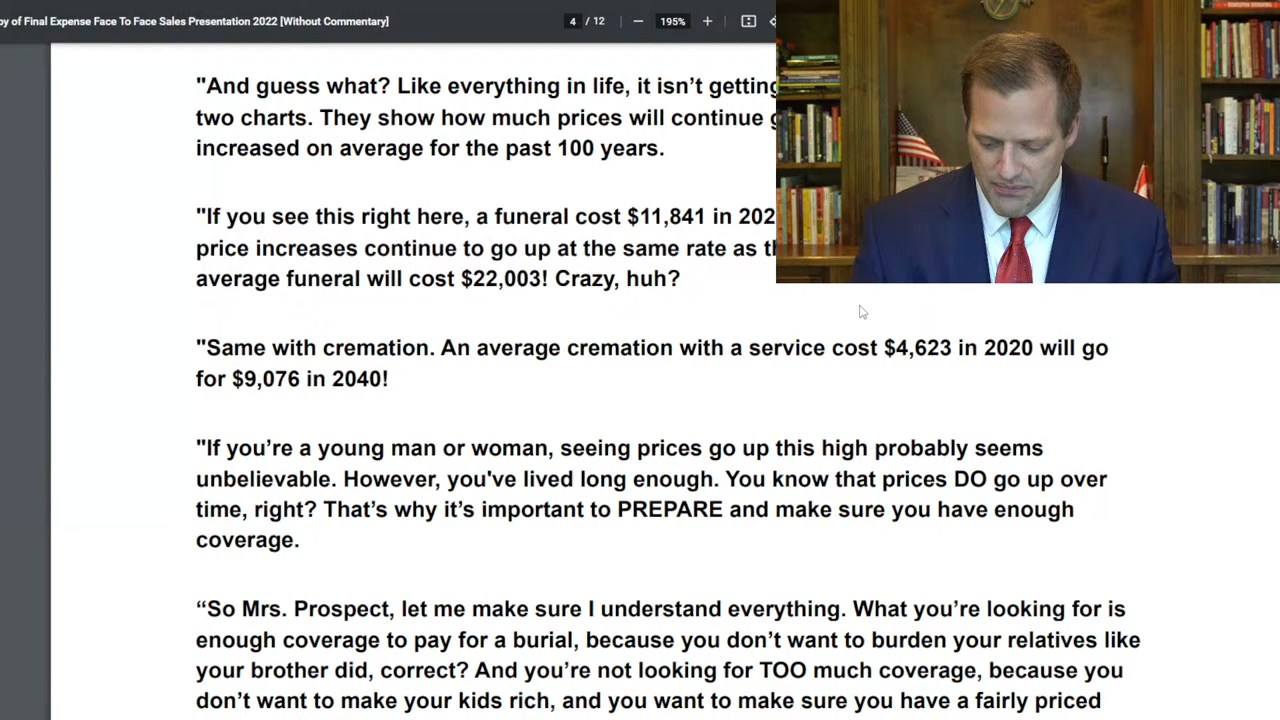 py of Final Expense Face To Face Sales Presentation 2022 [Without Commentary]
4 / 12
195%
"And guess what? Like everything in life, it isn’t getting
two charts. They show how much prices will continue
increased on average for the past 100 years.
"If you see this right here, a funeral cost $11,841 in 202
price increases continue to go up at the same rate as
average funeral will cost $22,003! Crazy, huh?
"Same with cremation. An average cremation with a service cost $4,623 in 2020 will go
for $9,076 in 2040!
"If you’re a young man or woman, seeing prices go up this high probably seems
unbelievable. However, you've lived long enough. You know that prices DO go up over
time, right? That’s why it’s important to PREPARE and make sure you have enough
coverage.
“So Mrs. Prospect, let me make sure I understand everything. What you’re looking for is
enough coverage to pay for a burial, because you don’t want to burden your relatives like
your brother did, correct? And you’re not looking for TOO much coverage, because you
don’t want to make your kids rich, and you want to make sure you have a fairly priced